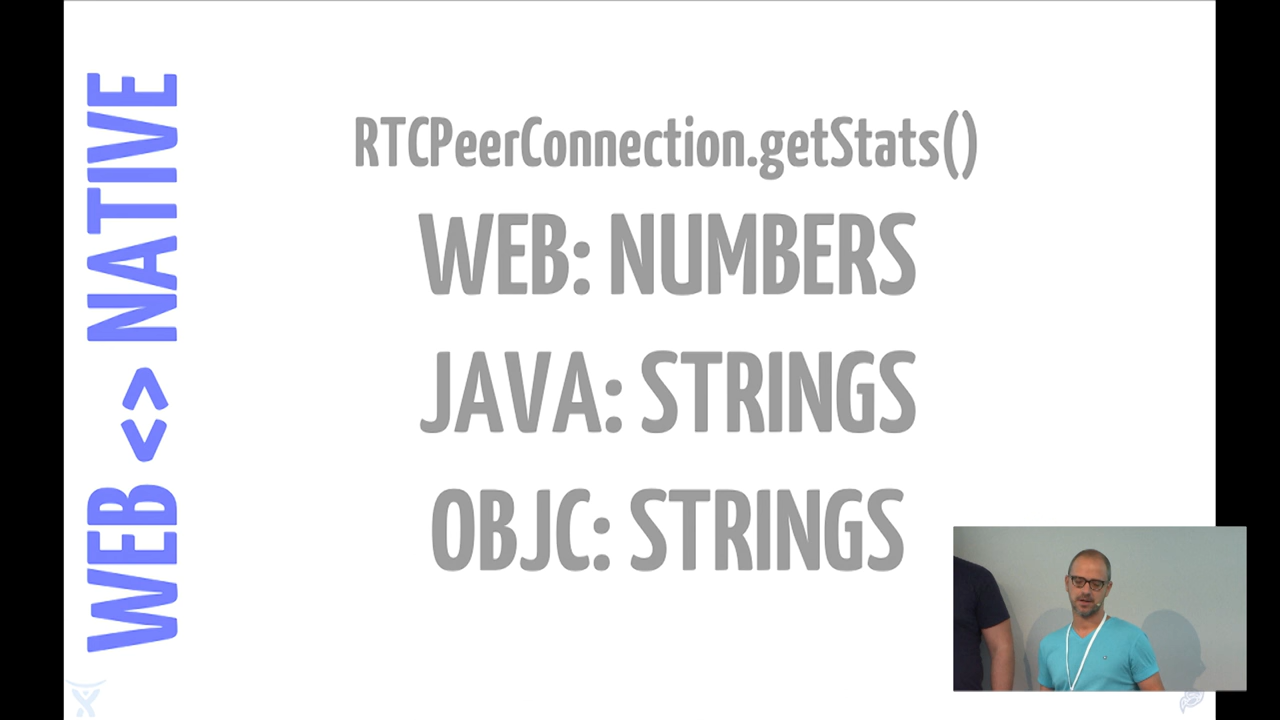 WEB <> NATIVE
RTCPeerConnection.getStats()
WEB: NUMBERS
JAVA: STRINGS
OBJC: STRINGS